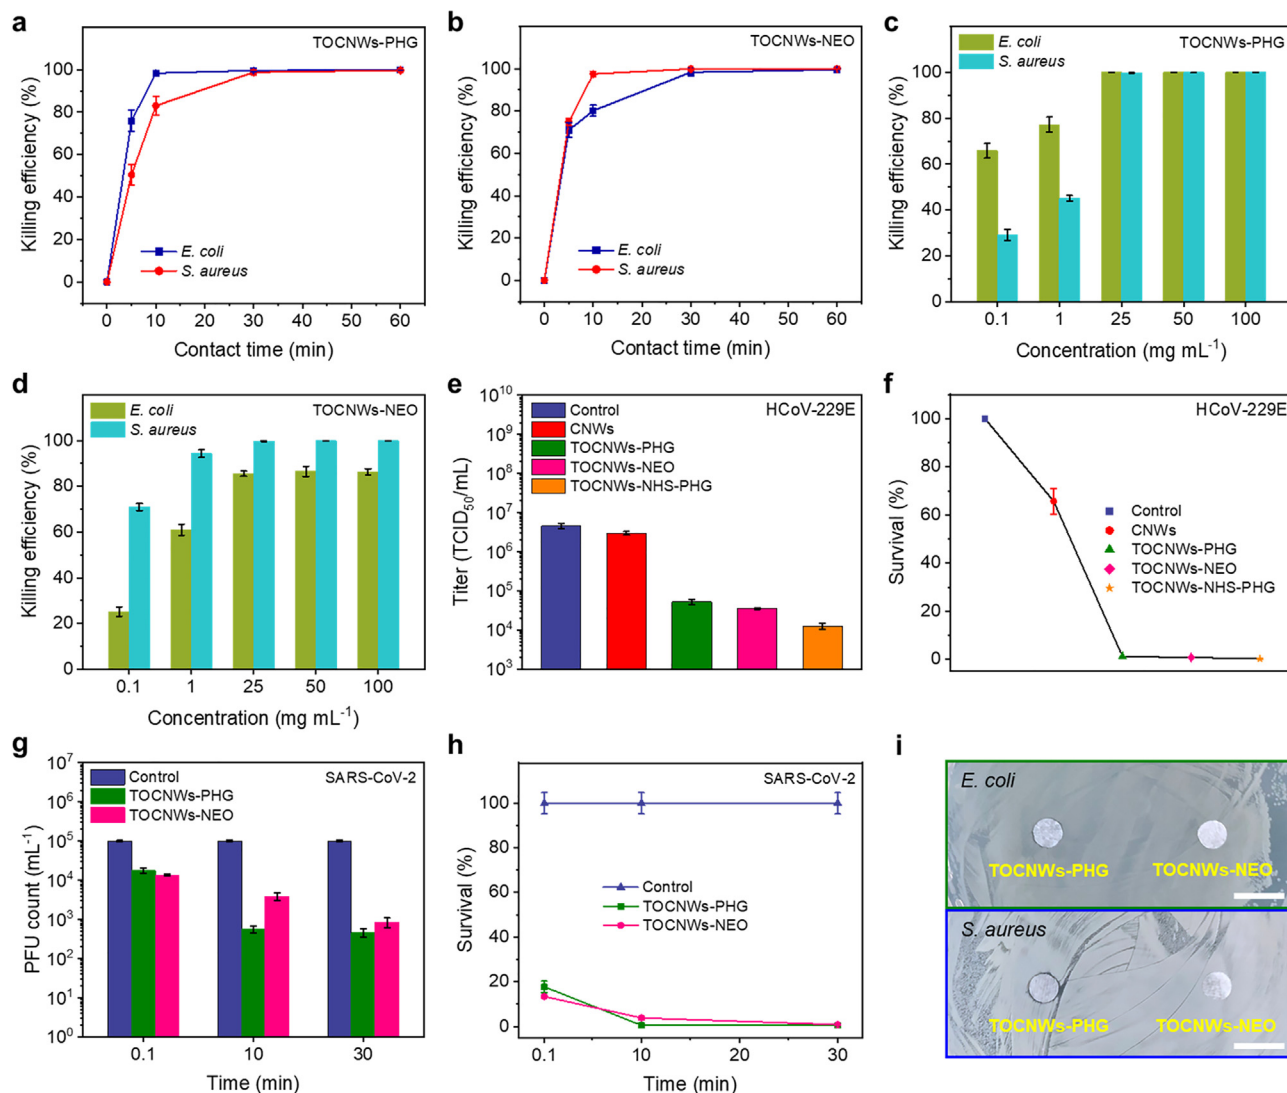 a
TOCNWs-PHG
Killing efficiency (%)
100
80
60
40
20
0
E. coli
S. aureus
0 10 20 30 40 50 60
Contact time (min)
b
TOCNWs-NEO
Killing efficiency (%)
100
80
60
40
20
0
E. coli
S. aureus
0 10 20 30 40 50 60
Contact time (min)
c
E. coli
S. aureus
TOCNWs-PHG
Killing efficiency (%)
100
80
60
40
20
0
0.1 1 25 50 100
Concentration (mg mL⁻¹)
d
E. coli
S. aureus
TOCNWs-NEO
Killing efficiency (%)
100
80
60
40
20
0
0.1 1 25 50 100
Concentration (mg mL⁻¹)
e
Control
CNWs
TOCNWs-PHG
TOCNWs-NEO
TOCNWs-NHS-PHG
HCoV-229E
Titer (TCID₅₀/mL)
10¹⁰
10⁹
10⁸
10⁷
10⁶
10⁵
10⁴
10³
f
HCoV-229E
Survival (%)
100
80
60
40
20
0
Control
CNWs
TOCNWs-PHG
TOCNWs-NEO
TOCNWs-NHS-PHG
g
Control
TOCNWs-PHG
TOCNWs-NEO
SARS-CoV-2
PFU count (mL⁻¹)
10⁷
10⁶
10⁵
10⁴
10³
10²
10¹
10⁰
0.1 10 30
Time (min)
h
SARS-CoV-2
Survival (%)
100
80
60
40
20
0
Control
TOCNWs-PHG
TOCNWs-NEO
0.1 10 20 30
Time (min)
i
E. coli
TOCNWs-PHG TOCNWs-NEO
S. aureus
TOCNWs-PHG TOCNWs-NEO